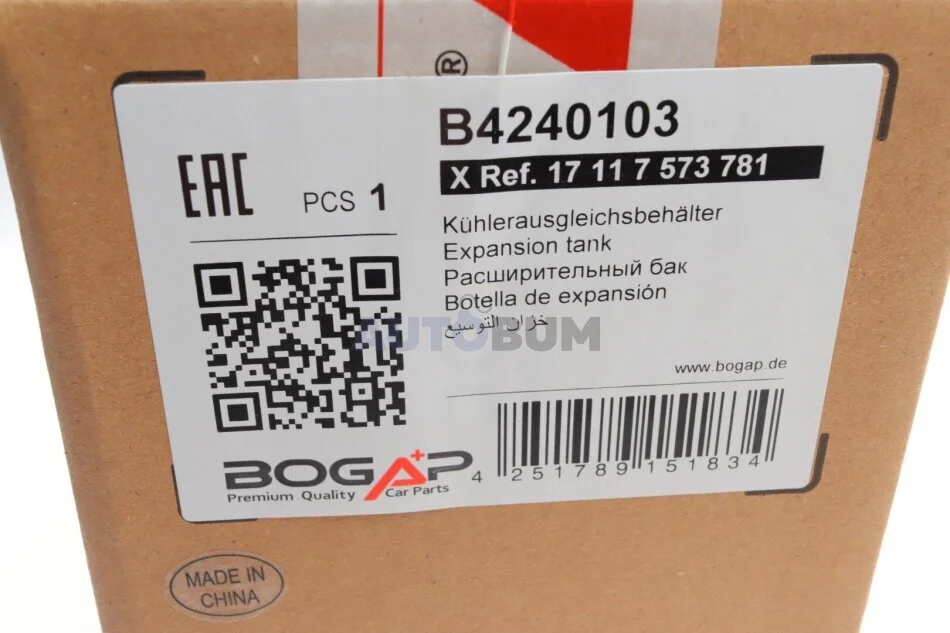 ®
B4240103
X Ref. 17 11 7 573 781
EAC
PCS 1
Kühlerausgleichsbehälter
Expansion tank
Расширительный бак
Botella de expansión
خزان التوسيع
AUTOBUM
www.bogap.de
4 251789 151834
BOGAP
Premium Quality Car Parts
MADE IN
CHINA